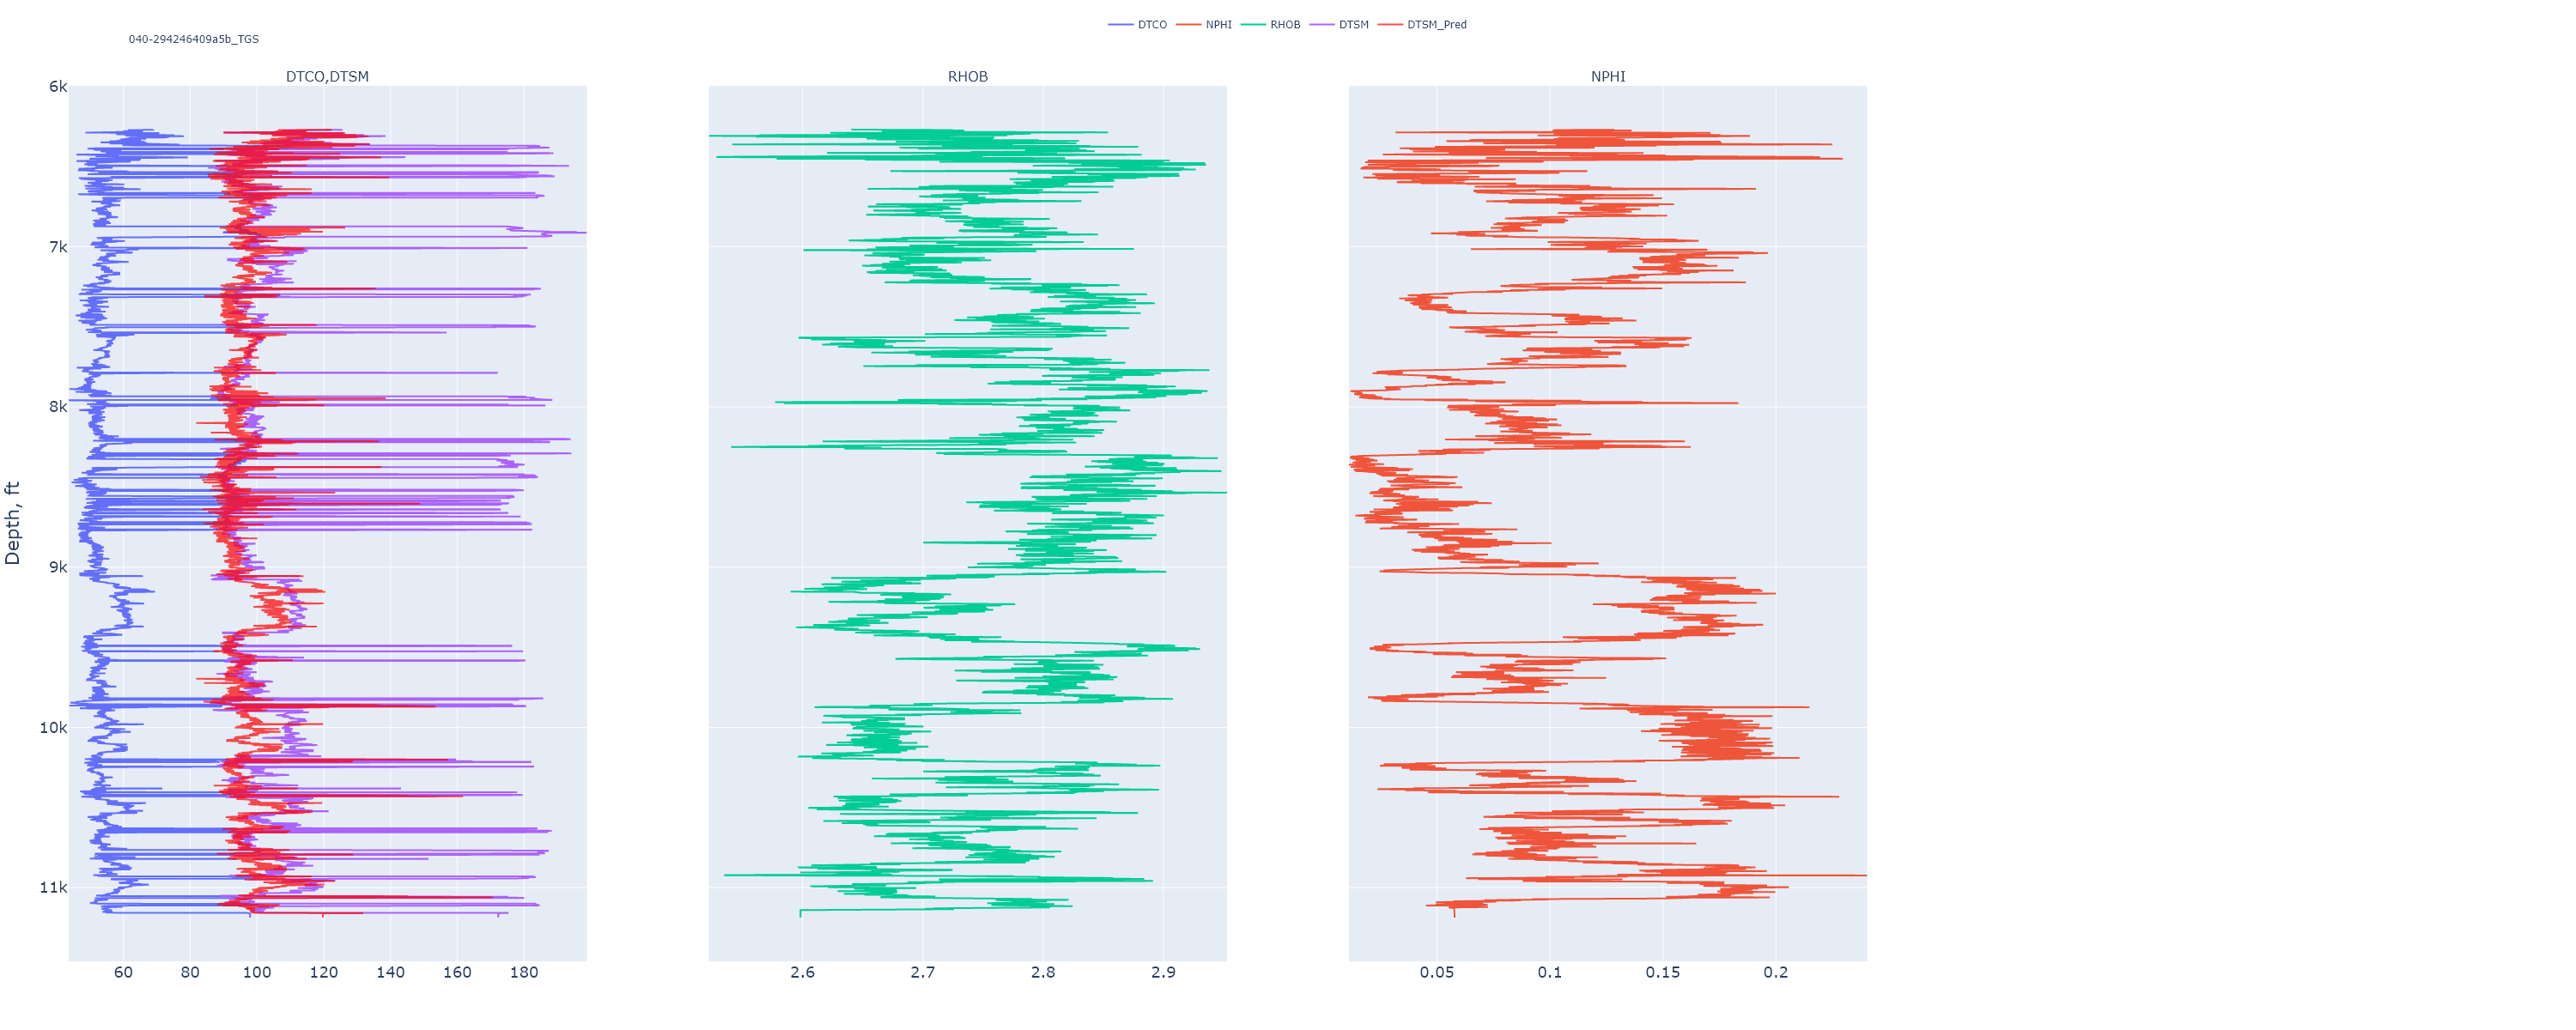 DTCO NPHI RHOB DTSM DTSM_Pred
040-294246409a5b_TGS
DTCO,DTSM
RHOB
NPHI
Depth, ft
6k
7k
8k
9k
10k
11k
60 80 100 120 140 160 180
2.6 2.7 2.8 2.9
0.05 0.1 0.15 0.2